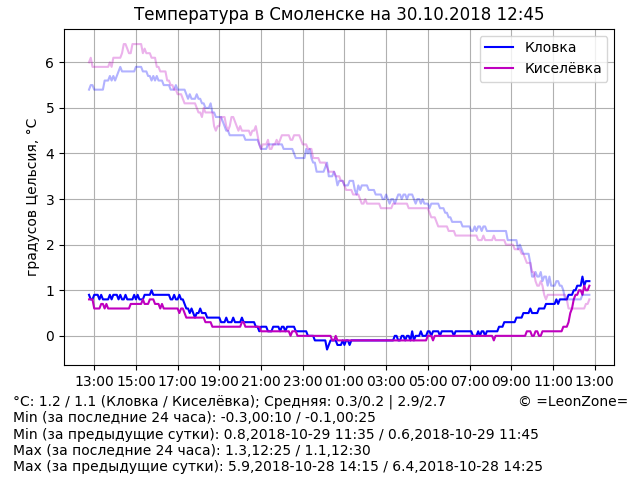 Температура в Смоленске на 30.10.2018 12:45
Кловка
Киселёвка
градусов Цельсия, °C
6
5
4
3
2
1
0
13:00 15:00 17:00 19:00 21:00 23:00 01:00 03:00 05:00 07:00 09:00 11:00 13:00
°C: 1.2 / 1.1 (Кловка / Киселёвка); Средняя: 0.3/0.2 | 2.9/2.7 © =LeonZone=
Min (за последние 24 часа): -0.3,00:10 / -0.1,00:25
Min (за предыдущие сутки): 0.8,2018-10-29 11:35 / 0.6,2018-10-29 11:45
Max (за последние 24 часа): 1.3,12:25 / 1.1,12:30
Max (за предыдущие сутки): 5.9,2018-10-28 14:15 / 6.4,2018-10-28 14:25